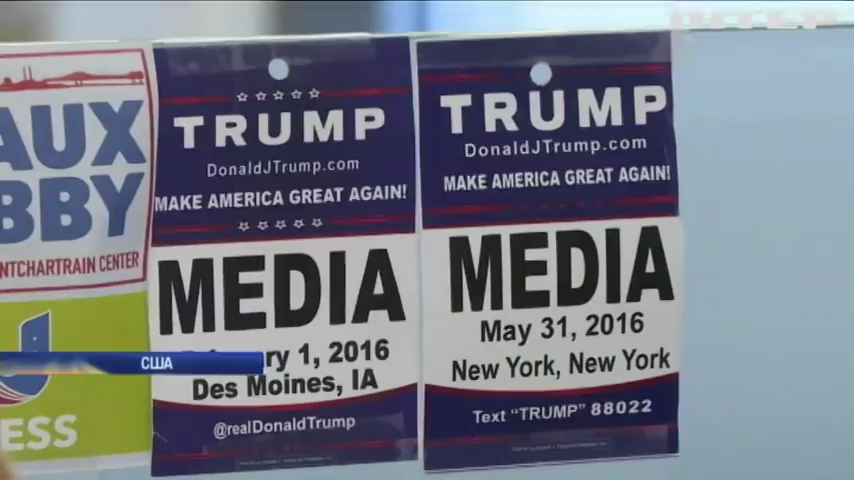 ІНТЕР
AUX
BBY
NTCHARTRAIN CENTER
ESS
TRUMP
DonaldJTrump.com
MAKE AMERICA GREAT AGAIN!
MEDIA
ry 1, 2016
Des Moines, IA
@realDonaldTrump
TRUMP
DonaldJTrump.com
MAKE AMERICA GREAT AGAIN!
MEDIA
May 31, 2016
New York, New York
Text “TRUMP” 88022
США